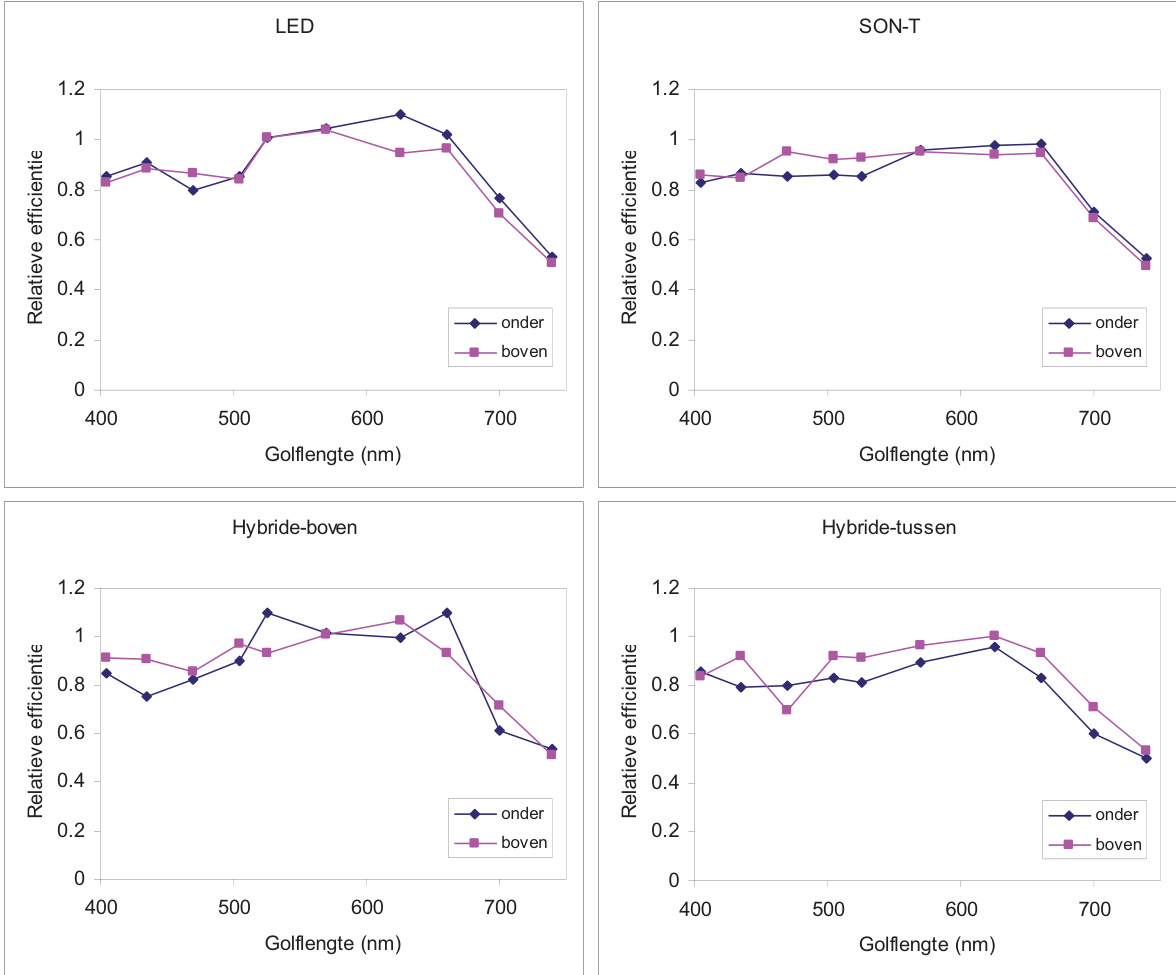 LED
1.2
1
0.8
0.6
0.4
0.2
0
Relatieve efficientie
400 500 600 700
Golflengte (nm)
onder
boven
SON-T
1.2
1
0.8
0.6
0.4
0.2
0
Relatieve efficientie
400 500 600 700
Golflengte (nm)
onder
boven
Hybride-boven
1.2
1
0.8
0.6
0.4
0.2
0
Relatieve efficientie
400 500 600 700
Golflengte (nm)
onder
boven
Hybride-tussen
1.2
1
0.8
0.6
0.4
0.2
0
Relatieve efficientie
400 500 600 700
Golflengte (nm)
onder
boven